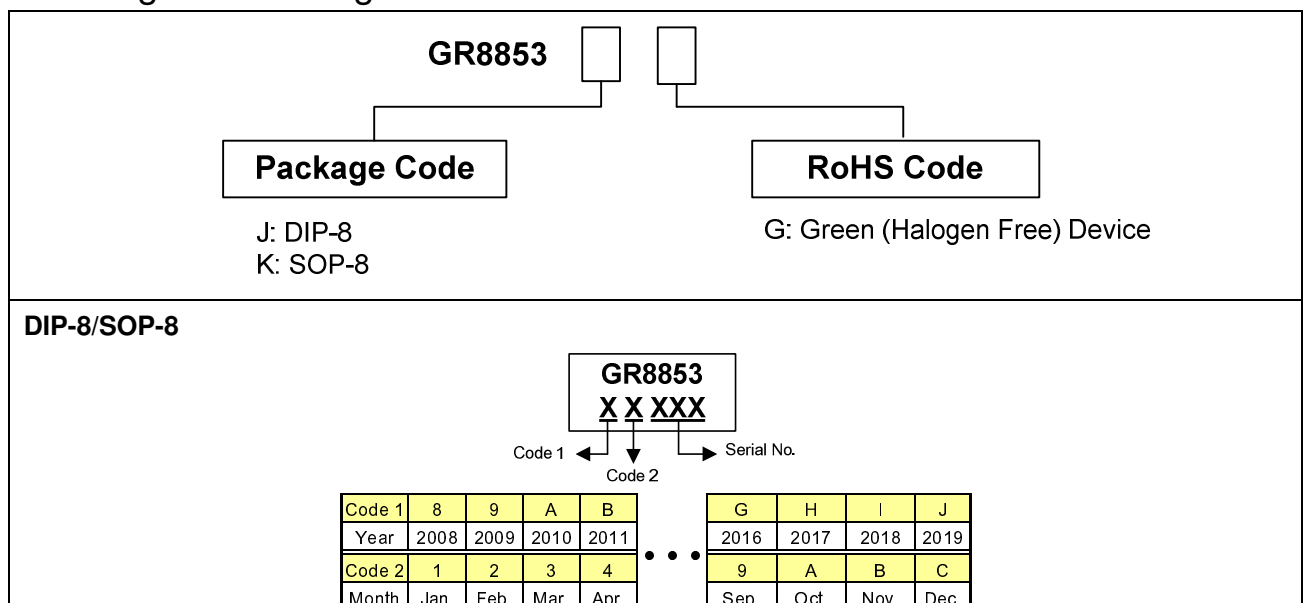 GR8853
Package Code RoHS Code
J: DIP-8 G: Green (Halogen Free) Device
K: SOP-8
DIP-8/SOP-8
GR8853
X X XXX
Code 1 Serial No.
Code 2
Code 1 8 9 A B G H I J
Year 2008 2009 2010 2011 • • • 2016 2017 2018 2019
Code 2 1 2 3 4 9 A B C
Month Jan Feb Mar Apr Sep Oct Nov Dec